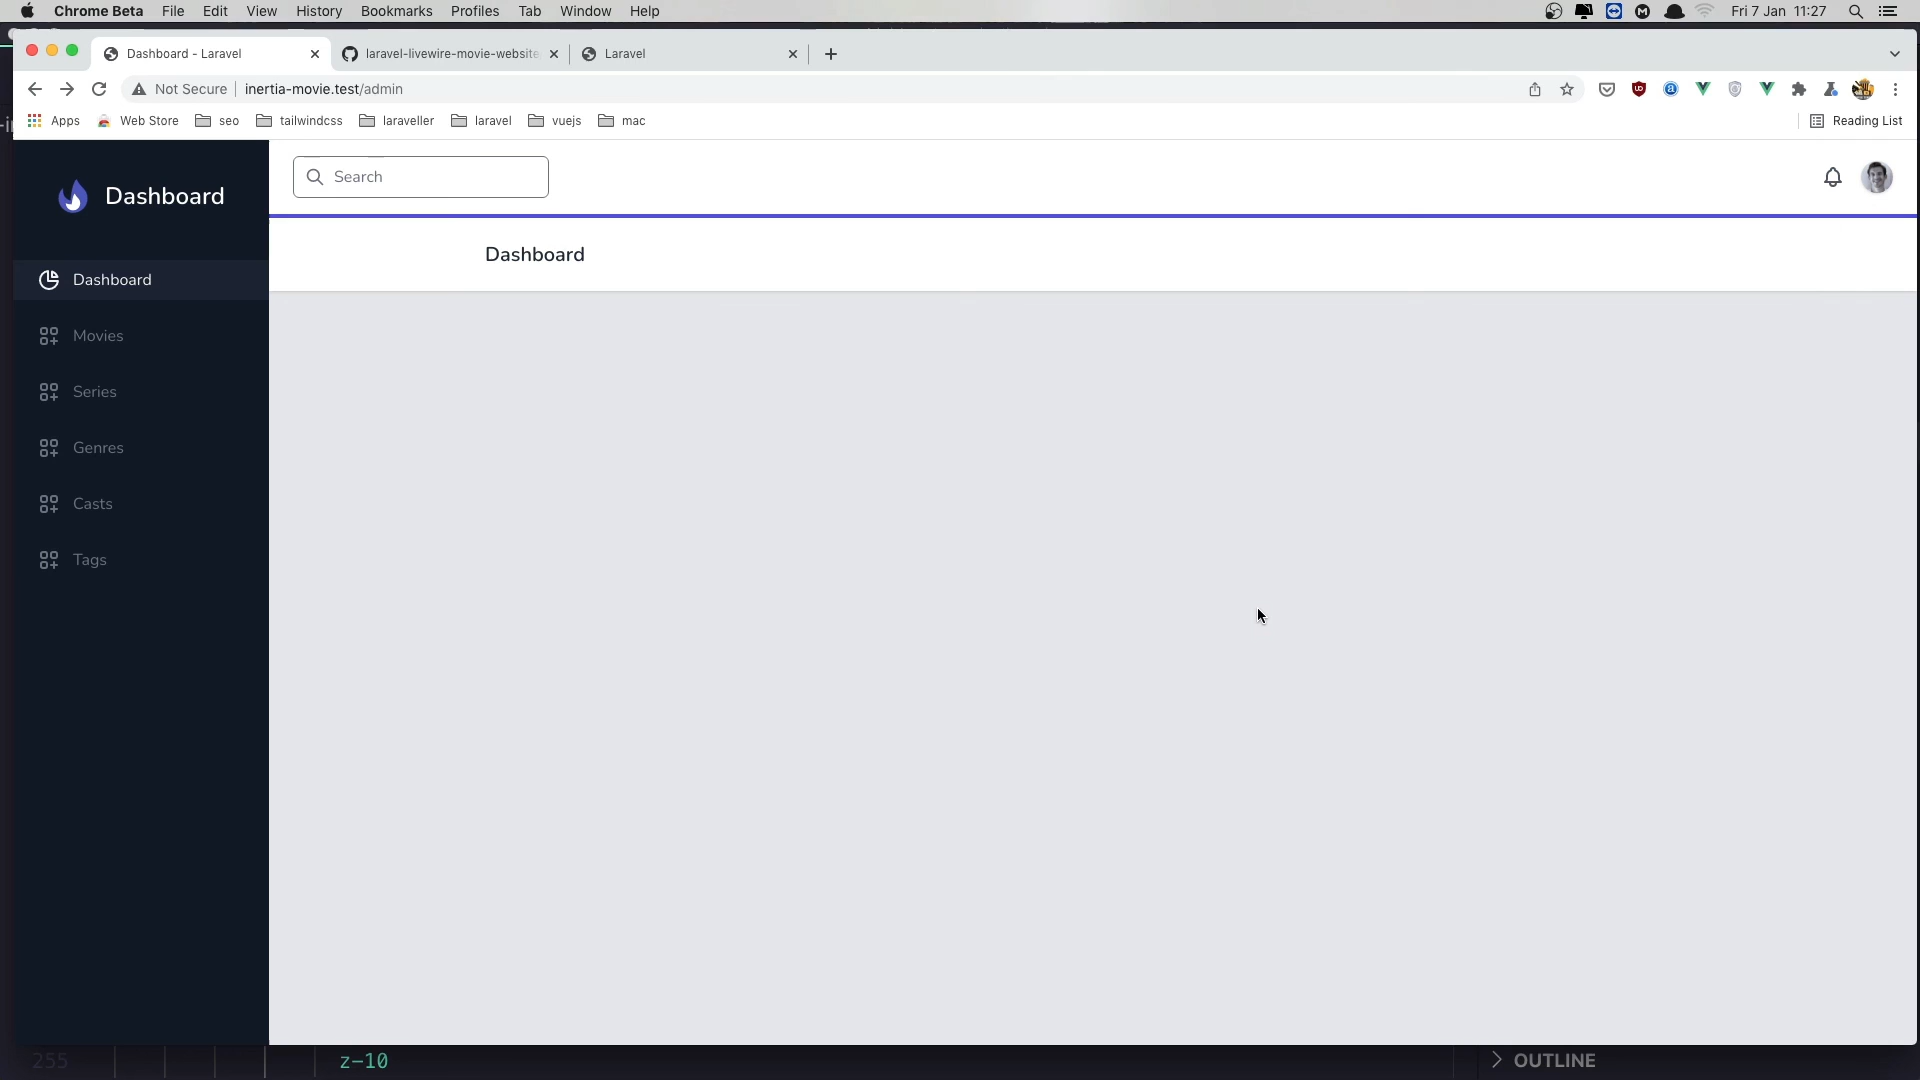 Chrome Beta File Edit View History Bookmarks Profiles Tab Window Help Fri 7 Jan 11:27
Dashboard - Laravel laravel-livewire-movie-website Laravel
Not Secure inertia-movie.test/admin
Apps Web Store seo tailwindcss laraveller laravel vuejs mac Reading List
Dashboard
Search
Dashboard
Dashboard
Movies
Series
Genres
Casts
Tags
255 z-10 OUTLINE